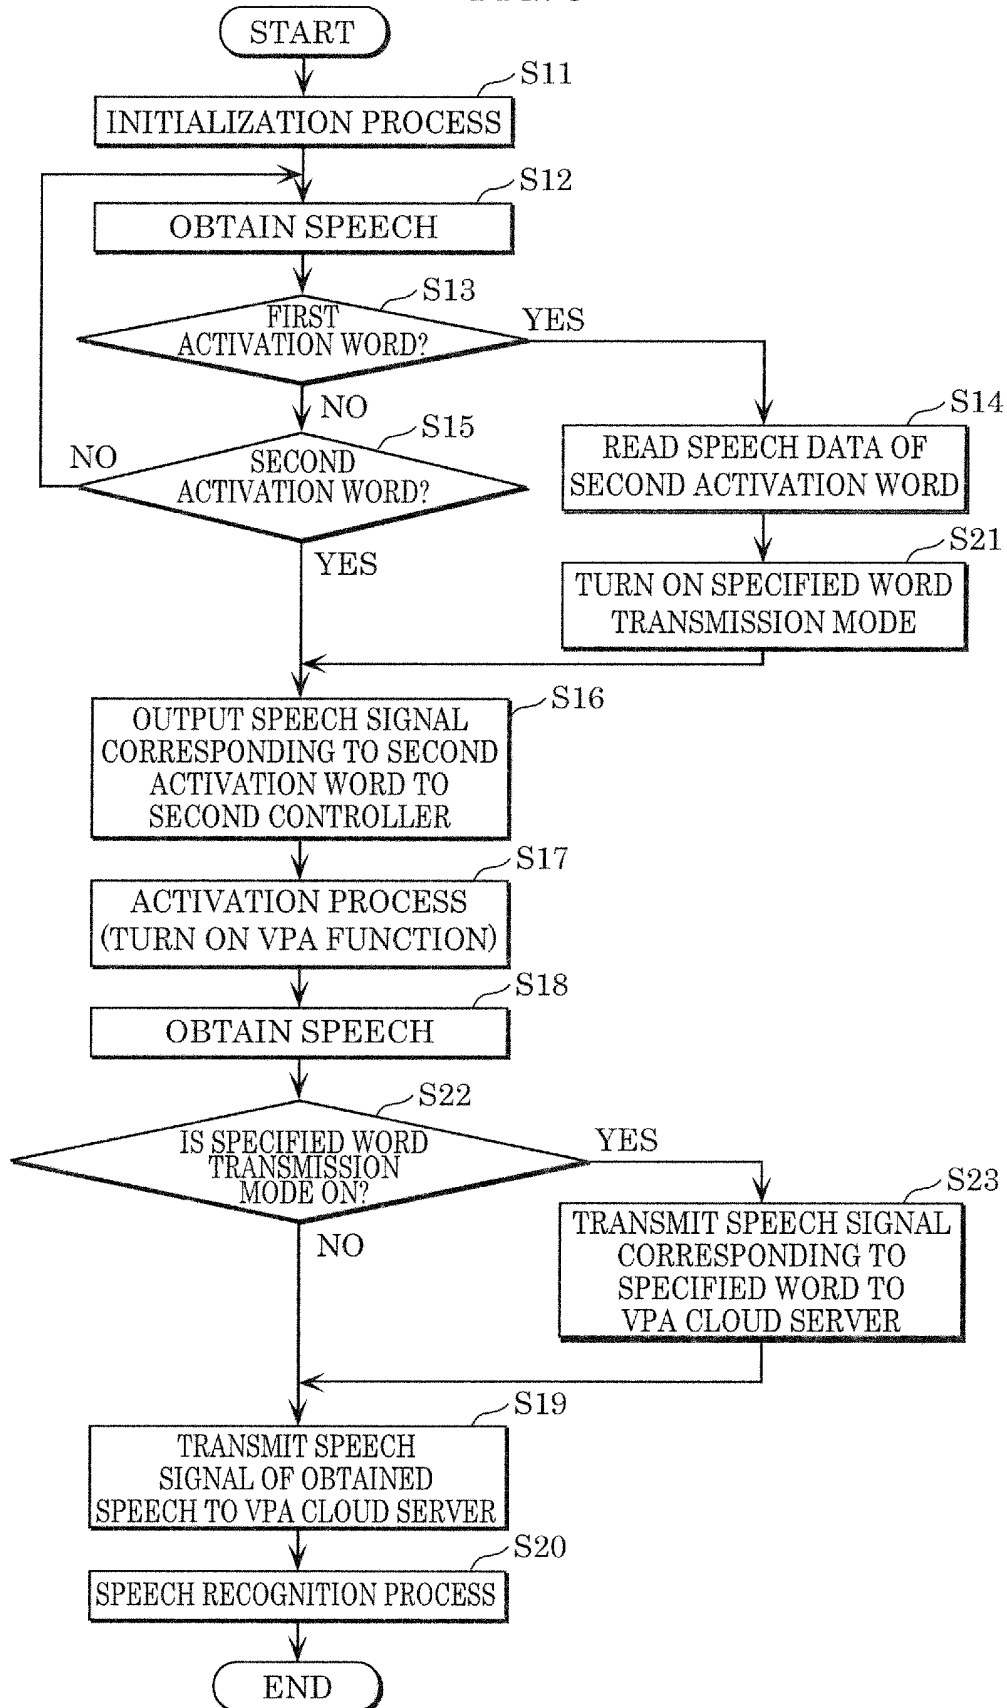 START
S11
INITIALIZATION PROCESS
S12
OBTAIN SPEECH
S13
FIRST
ACTIVATION WORD?
YES
NO
S14
READ SPEECH DATA OF
SECOND ACTIVATION WORD
S15
NO
SECOND
ACTIVATION WORD?
YES
S21
TURN ON SPECIFIED WORD
TRANSMISSION MODE
S16
OUTPUT SPEECH SIGNAL
CORRESPONDING TO SECOND
ACTIVATION WORD TO
SECOND CONTROLLER
S17
ACTIVATION PROCESS
(TURN ON VPA FUNCTION)
S18
OBTAIN SPEECH
S22
IS SPECIFIED WORD
TRANSMISSION
MODE ON?
YES
NO
S23
TRANSMIT SPEECH SIGNAL
CORRESPONDING TO
SPECIFIED WORD TO
VPA CLOUD SERVER
S19
TRANSMIT SPEECH
SIGNAL OF OBTAINED
SPEECH TO VPA CLOUD SERVER
S20
SPEECH RECOGNITION PROCESS
END